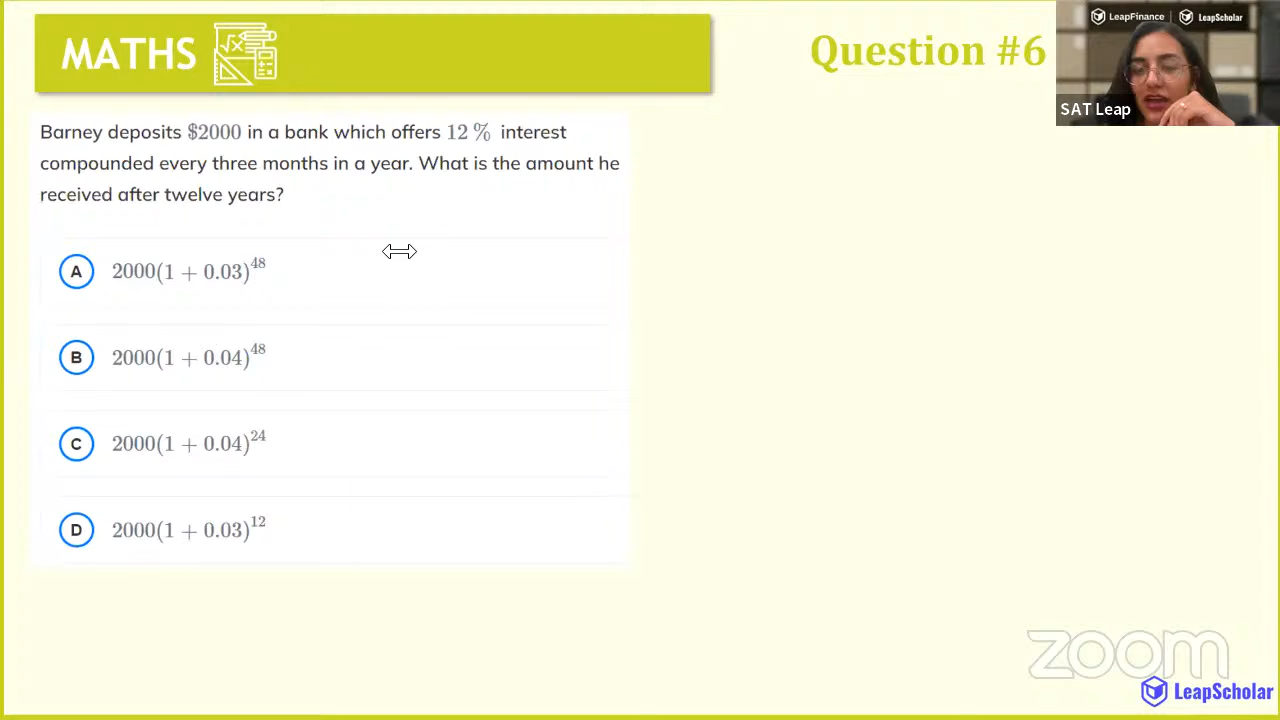 MATHS
Question #6
LeapFinance | LeapScholar
SAT Leap
Barney deposits $2000 in a bank which offers 12 % interest
compounded every three months in a year. What is the amount he
received after twelve years?
A 2000(1 + 0.03)^48
B 2000(1 + 0.04)^48
C 2000(1 + 0.04)^24
D 2000(1 + 0.03)^12
zoom
LeapScholar